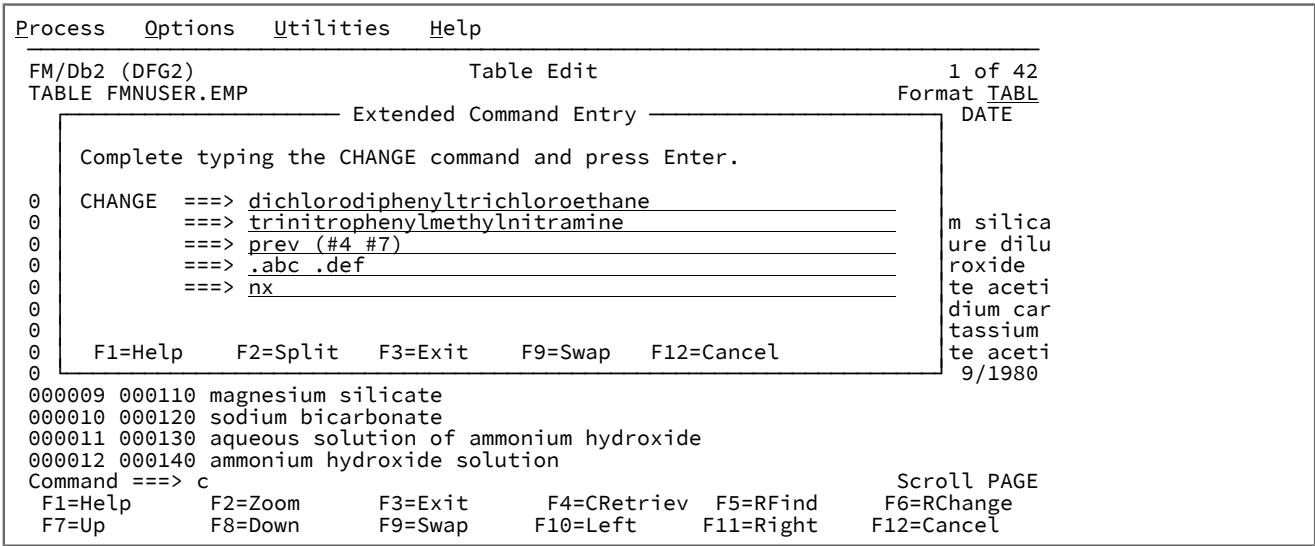 Process Options Utilities Help
FM/Db2 (DFG2) Table Edit 1 of 42
TABLE FMNUSER.EMP Format TABL
Extended Command Entry DATE
Complete typing the CHANGE command and press Enter.
0 CHANGE ===> dichlorodiphenyltrichloroethane
0 ===> trinitrophenylmethylnitramine m silica
0 ===> prev (#4 #7) ure dilu
0 ===> .abc .def roxide
0 ===> nx te aceti
0 dium car
0 tassium
0 F1=Help F2=Split F3=Exit F9=Swap F12=Cancel te aceti
0 9/1980
000009 000110 magnesium silicate
000010 000120 sodium bicarbonate
000011 000130 aqueous solution of ammonium hydroxide
000012 000140 ammonium hydroxide solution
Command ===> c Scroll PAGE
F1=Help F2=Zoom F3=Exit F4=CRetriev F5=RFind F6=RChange
F7=Up F8=Down F9=Swap F10=Left F11=Right F12=Cancel